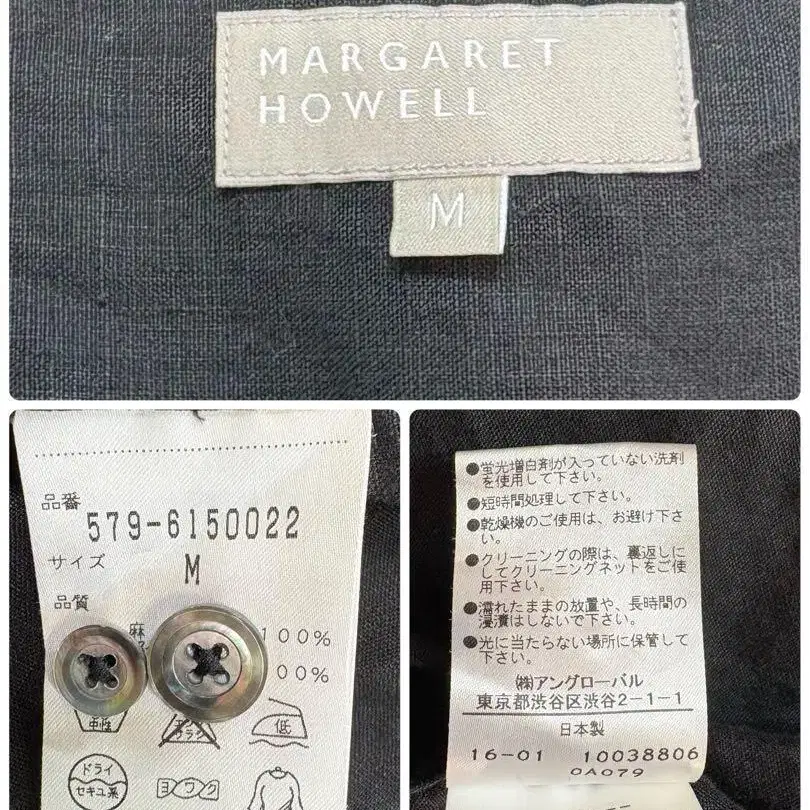 MARGARET
HOWELL
M
品番
579-6150022
サイズ
M
品質
麻
100%
00%
亜性
低
ドライ
セキユ系
ヨワク
●蛍光増白剤が入っていない洗剤
を使用して下さい。
●短時間処理して下さい。
●乾燥機のご使用は、お避け下さ
い。
●クリーニングの際は、裏返しに
してクリーニングネットをご使
用下さい。
●濡れたままの放置や、長時間の
浸漬はしないで下さい。
●光に当たらない場所に保管して
下さい。
㈱アングローバル
東京都渋谷区渋谷2-1-1
日本製
16-01 10038806
0A079